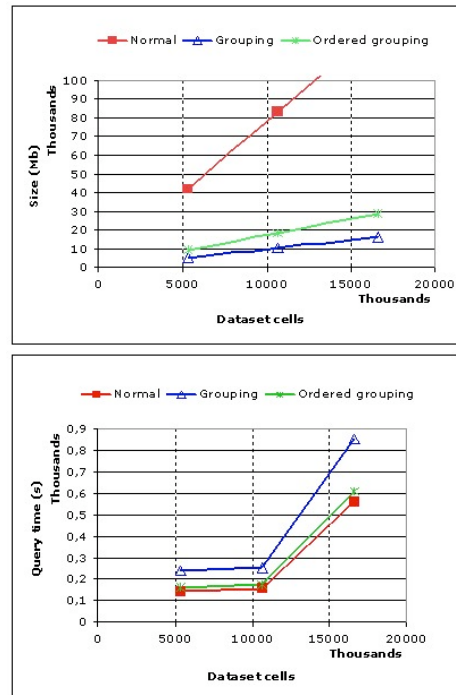 Normal Grouping Ordered grouping
100
90
80
70
60
50
40
30
20
10
0
Size (Mb)
Thousands
0 5000 10000 15000 20000
Thousands
Dataset cells
Normal Grouping Ordered grouping
0,9
0,8
0,7
0,6
0,5
0,4
0,3
0,2
0,1
0
Query time (s)
Thousands
0 5000 10000 15000 20000
Thousands
Dataset cells